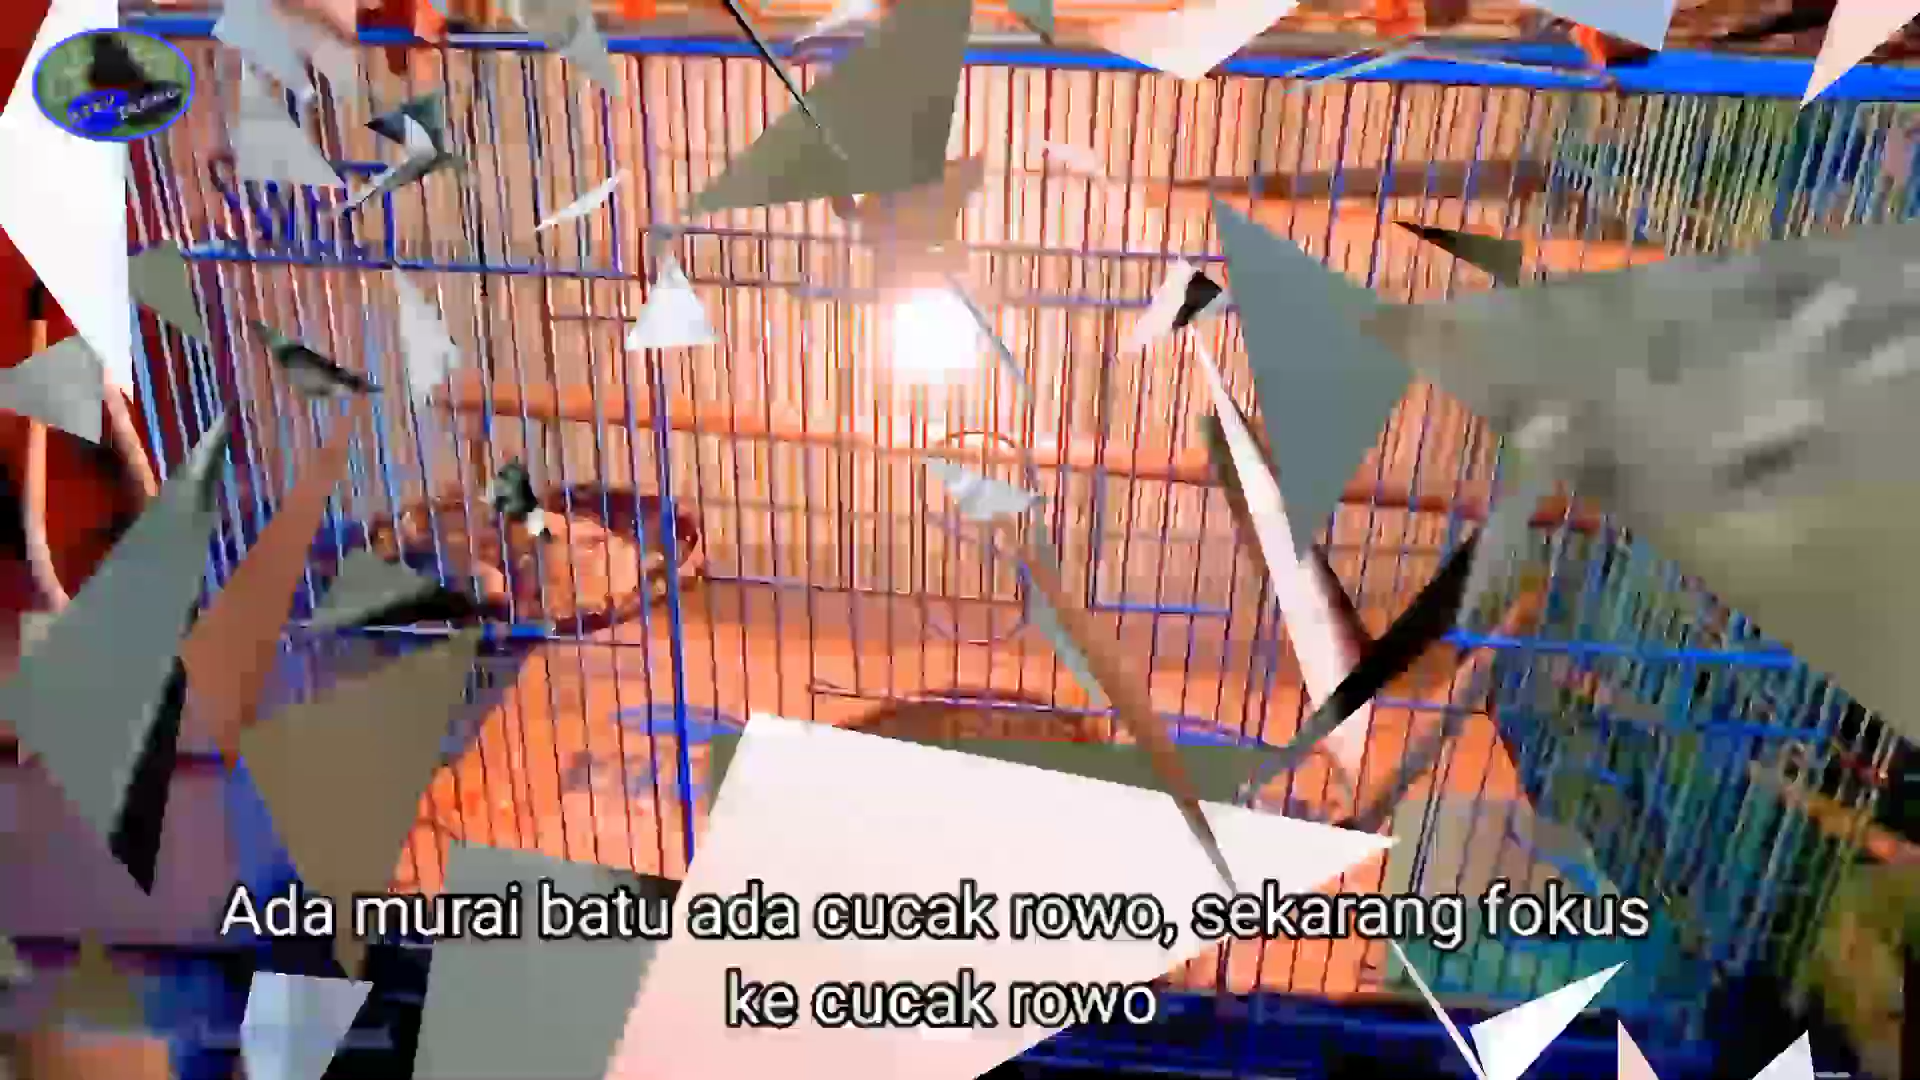 Ada murai batu ada cucak rowo, sekarang fokus
ke cucak rowo